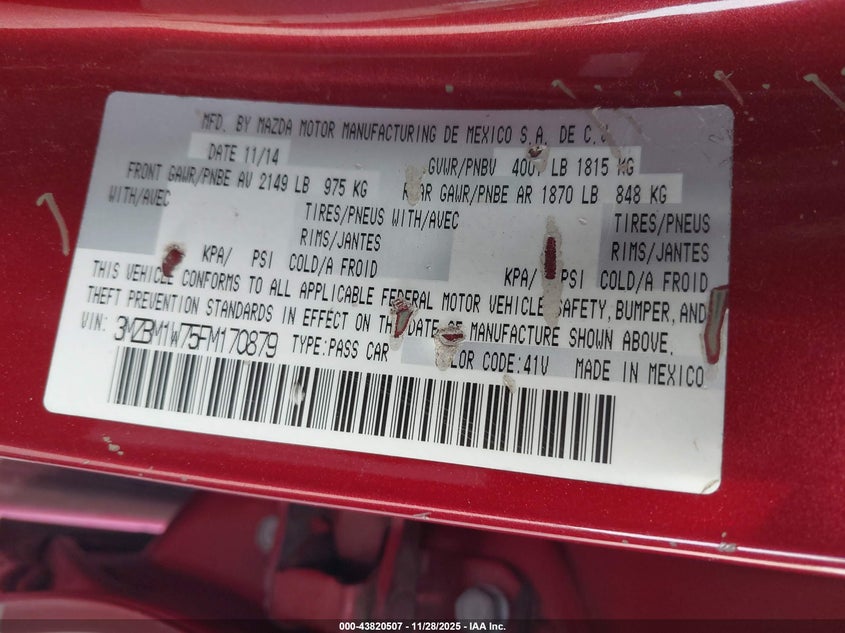 MFD. BY MAZDA MOTOR MANUFACTURING DE MEXICO S.A. DE C.V
DATE 11/14 GVWR/PNBV 4001 LB 1815 KG
FRONT GAWR/PNBE AV 2149 LB 975 KG REAR GAWR/PNBE AR 1870 LB 848 KG
WITH/AVEC TIRES/PNEUS WITH/AVEC TIRES/PNEUS
RIMS/JANTES RIMS/JANTES
KPA/ PSI COLD/A FROID KPA/ PSI COLD/A FROID
THIS VEHICLE CONFORMS TO ALL APPLICABLE FEDERAL MOTOR VEHICLE SAFETY, BUMPER, AND
THEFT PREVENTION STANDARDS IN EFFECT ON THE DATE OF MANUFACTURE SHOWN ABOVE.
VIN: 3MZBM1W75FM170879 TYPE:PASS CAR COLOR CODE:41V MADE IN MEXICO
000-43820507 - 11/28/2025 - IAA Inc.